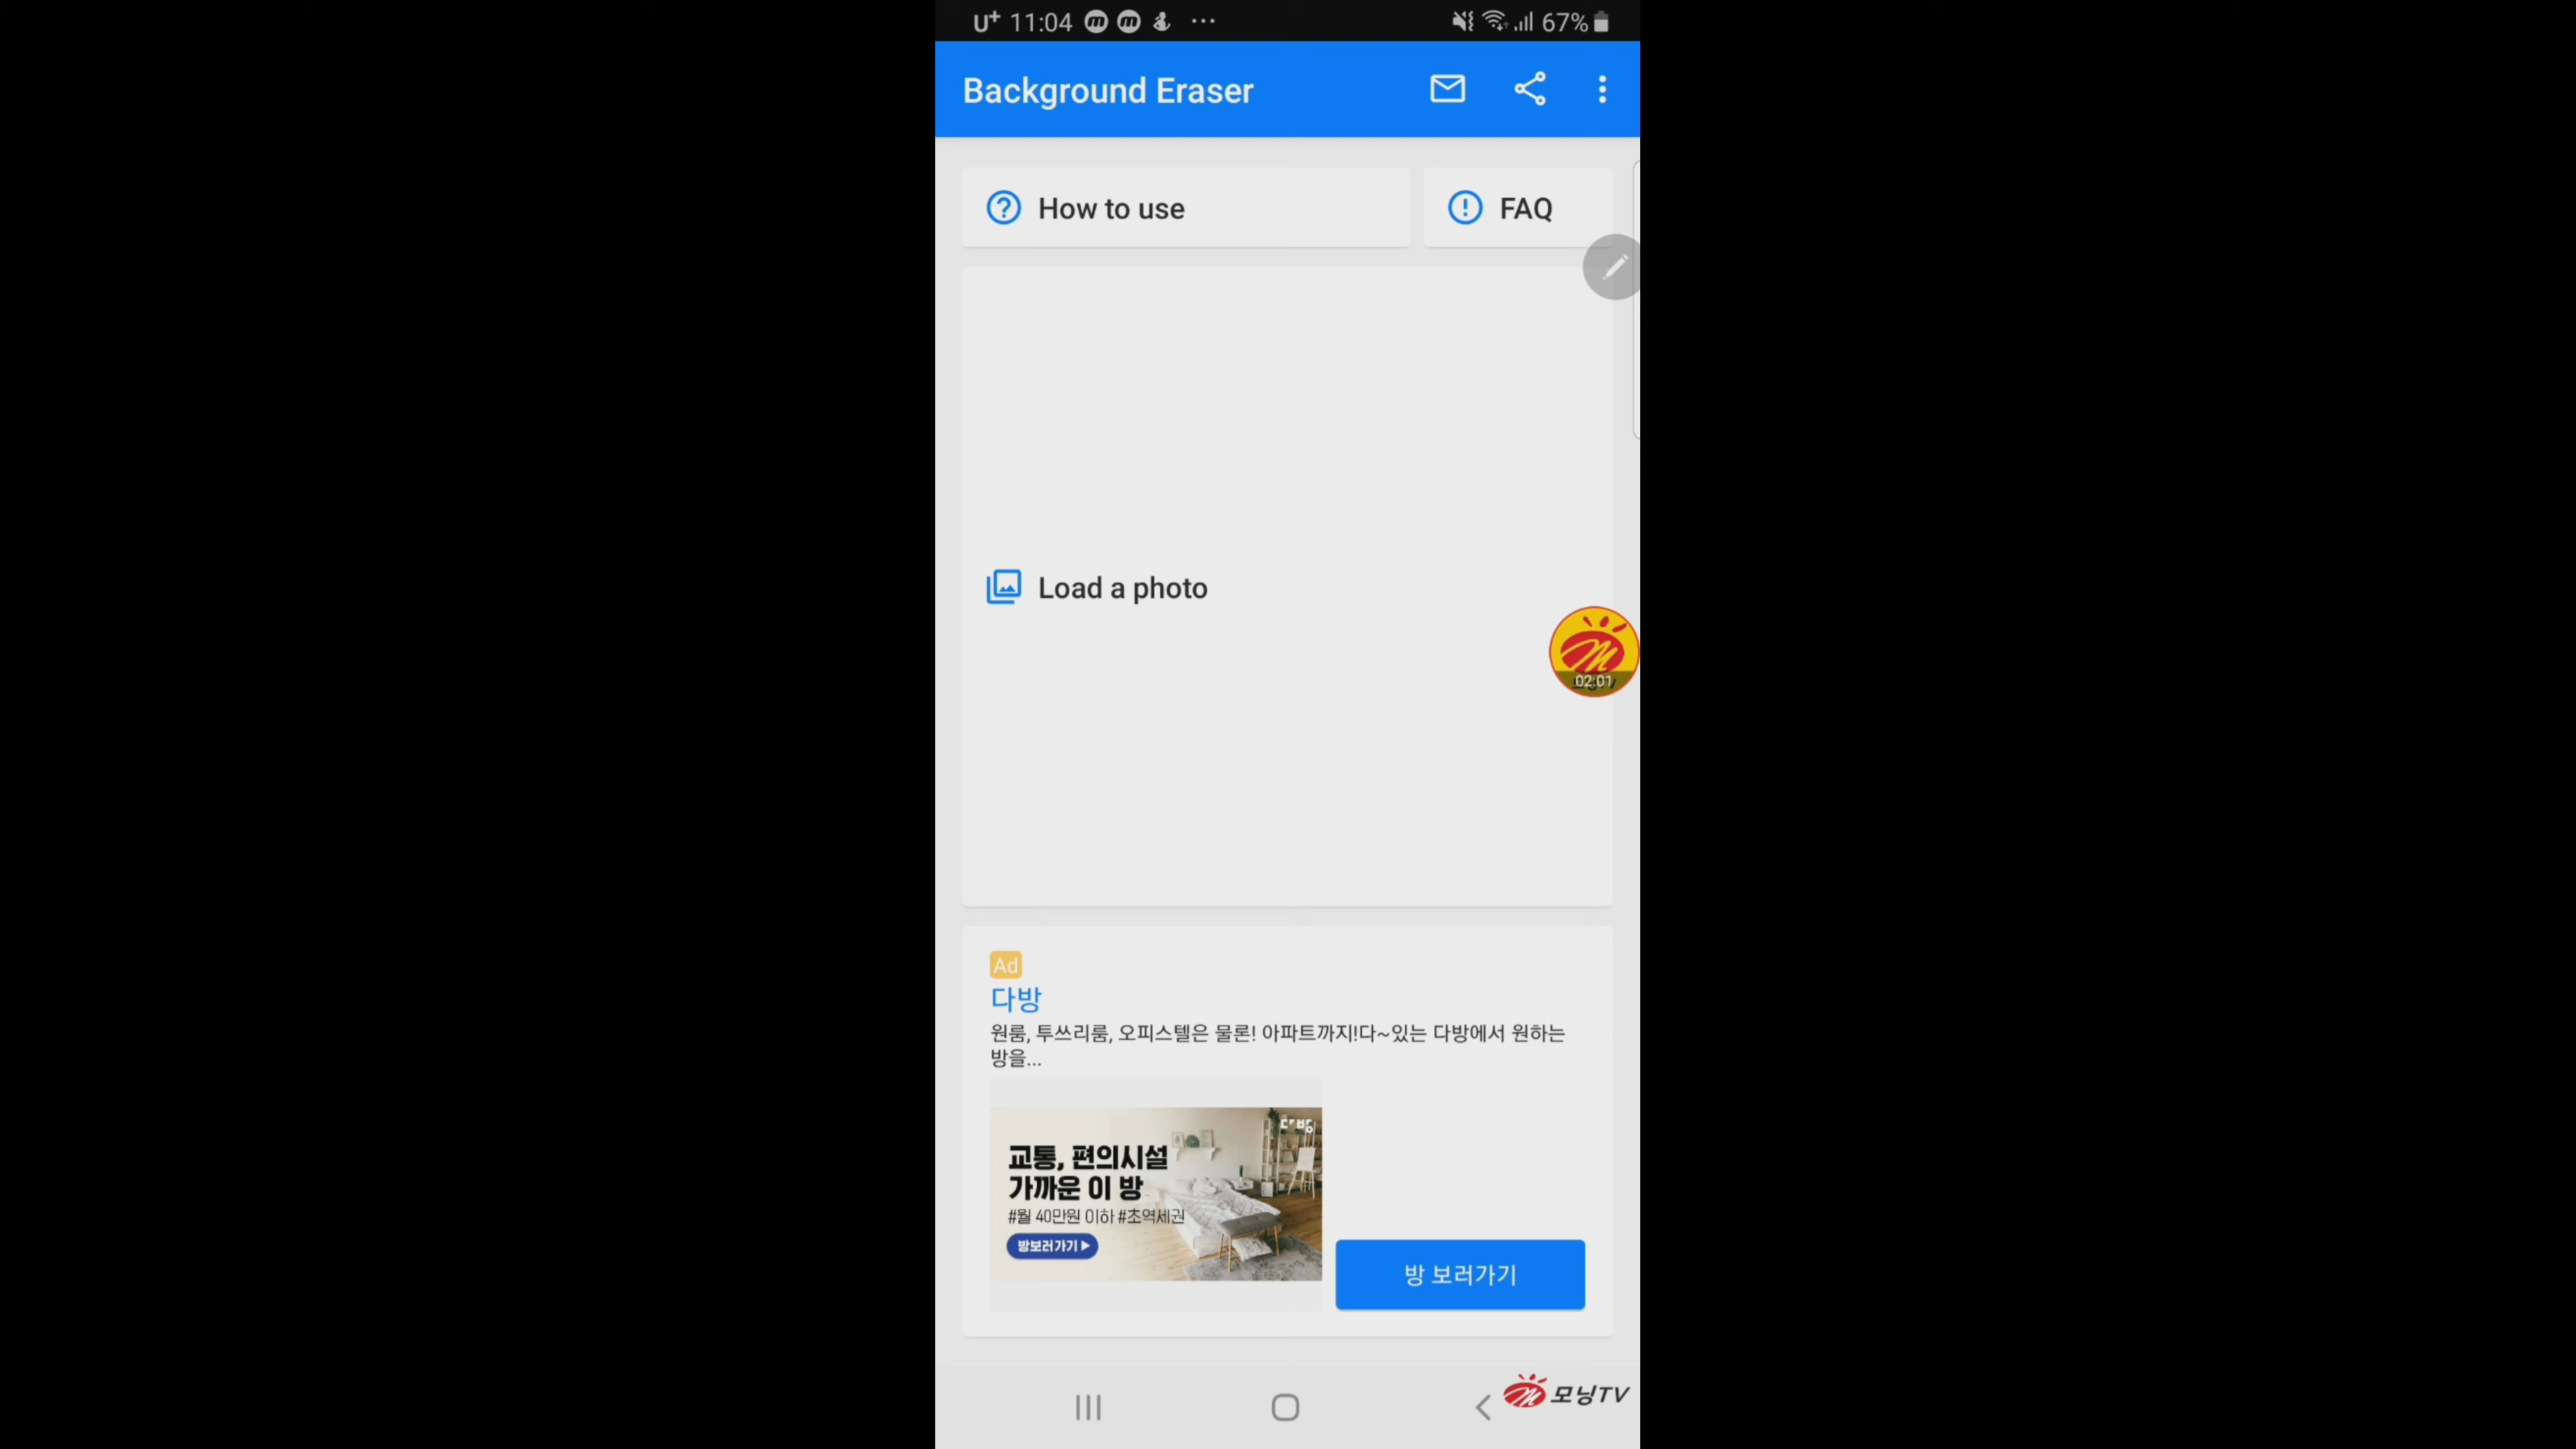 U+ 11:04 67%
Background Eraser
How to use
FAQ
Load a photo
02:01
Ad
다방
원룸, 투쓰리룸, 오피스텔은 물론! 아파트까지!다~있는 다방에서 원하는
방을...
다방
교통, 편의시설
가까운 이 방
#월 40만원 이하 #초역세권
방보러가기
방 보러가기
모닝TV